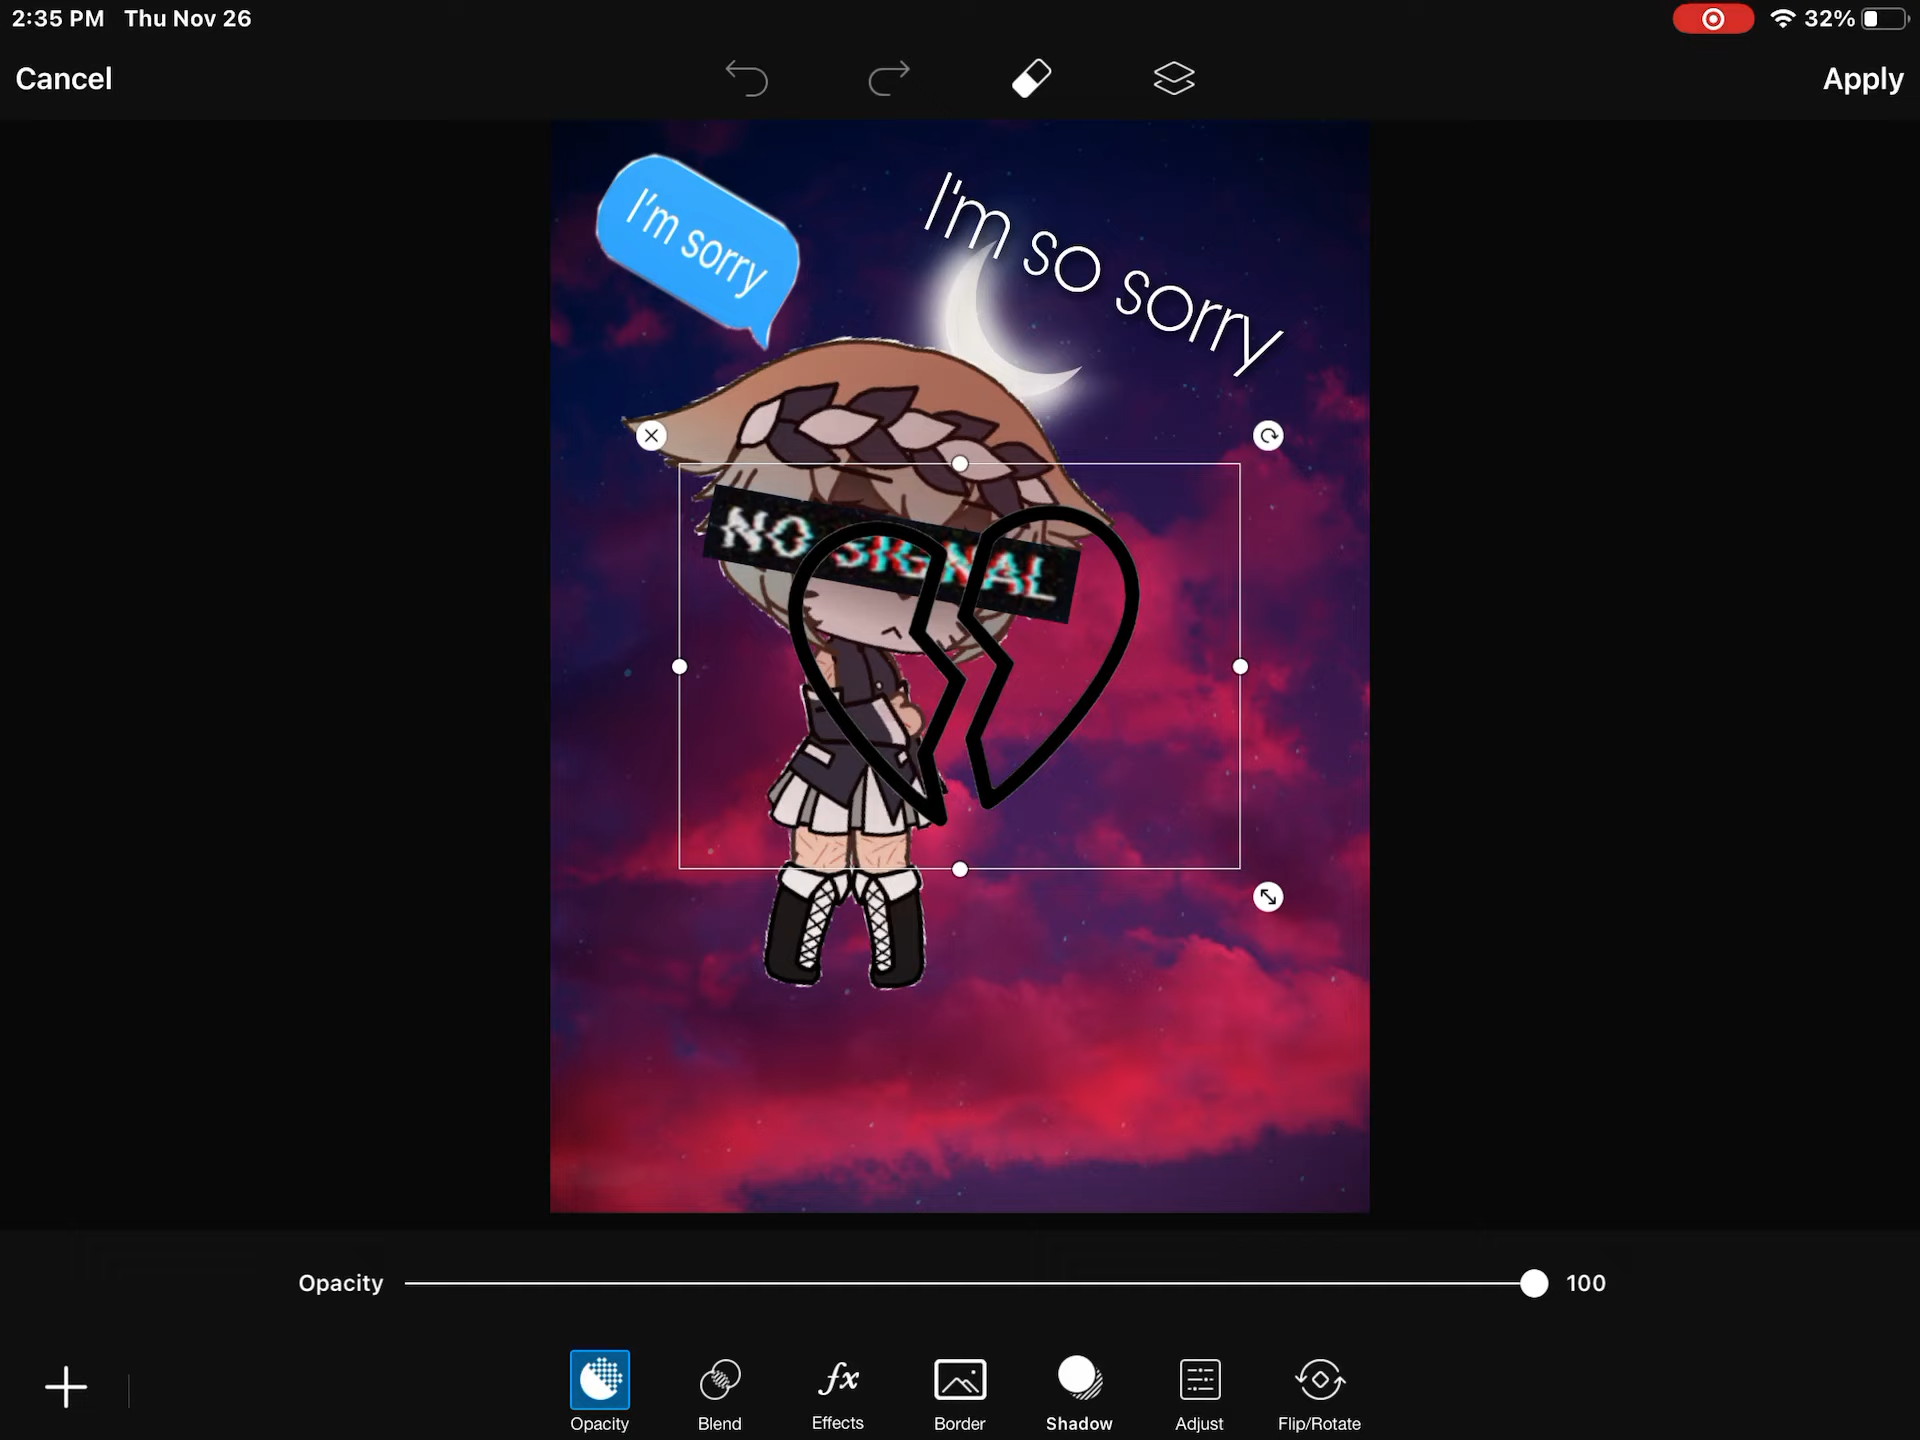 2:35 PM Thu Nov 26
32%
Cancel
Apply
I'm sorry
I'm so sorry
NO SIGNAL
Opacity
100
Opacity
Blend
fx
Effects
Border
Shadow
Adjust
Flip/Rotate